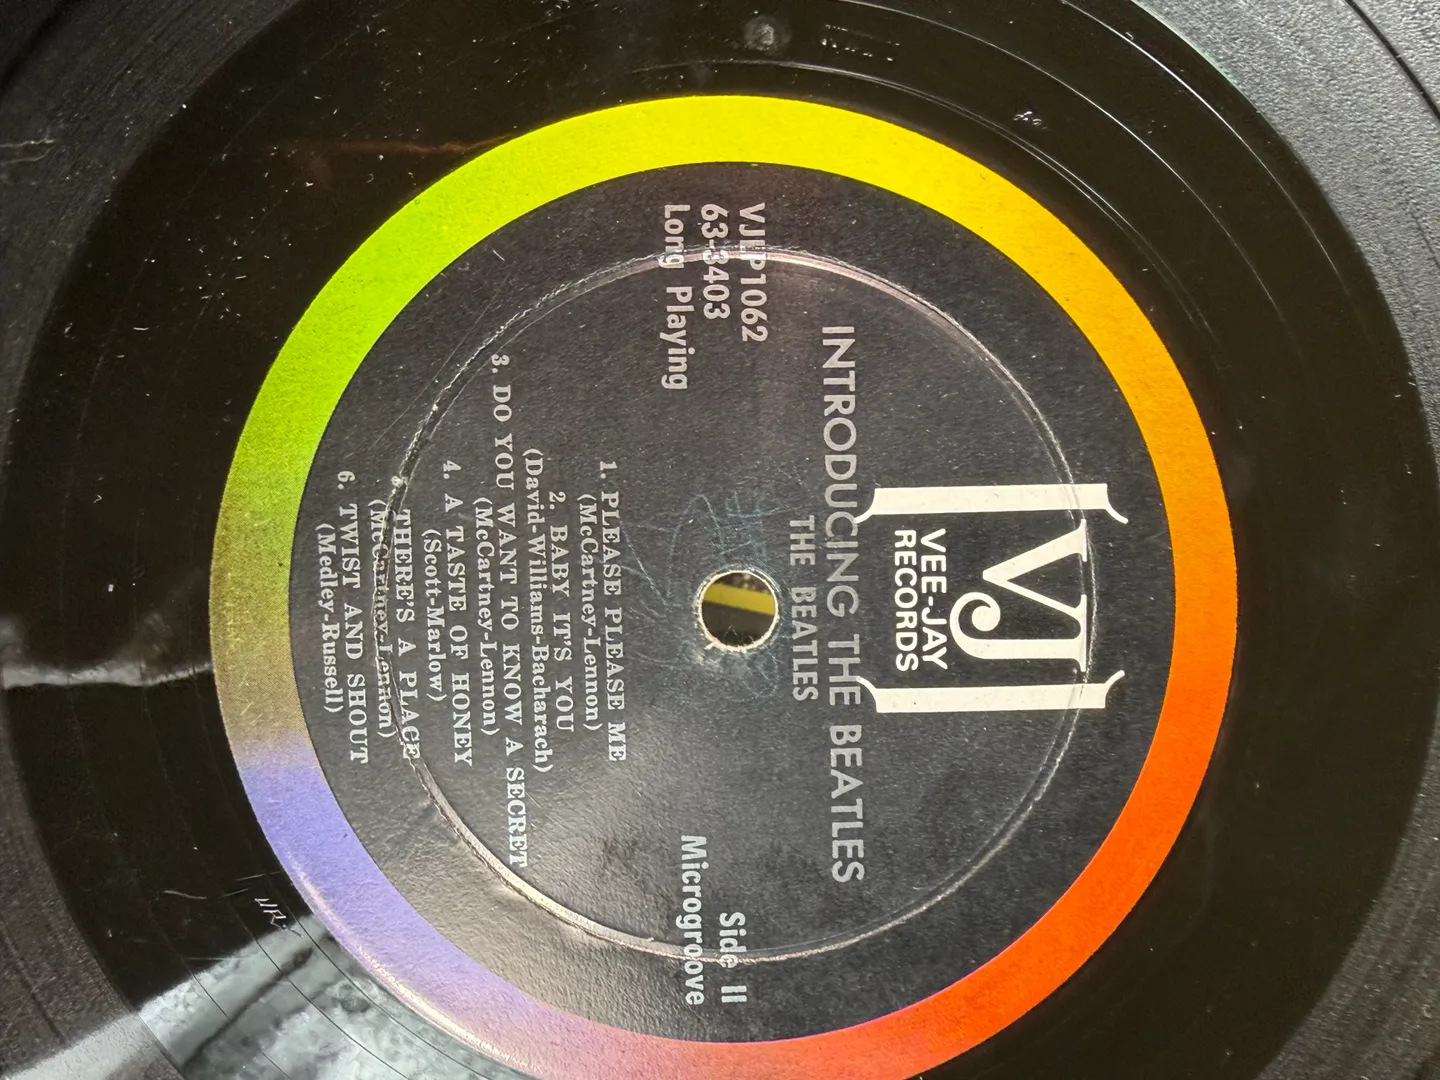 VJ
VEE-JAY
RECORDS
INTRODUCING THE BEATLES
THE BEATLES
VJLP1062
63-3403
Long Playing
Side II
Microgroove
1. PLEASE PLEASE ME
(McCartney-Lennon)
2. BABY IT'S YOU
(David-Williams-Bacharach)
3. DO YOU WANT TO KNOW A SECRET
(McCartney-Lennon)
4. A TASTE OF HONEY
(Scott-Marlow)
5. THERE'S A PLACE
(McCartney-Lennon)
6. TWIST AND SHOUT
(Medley-Russell)